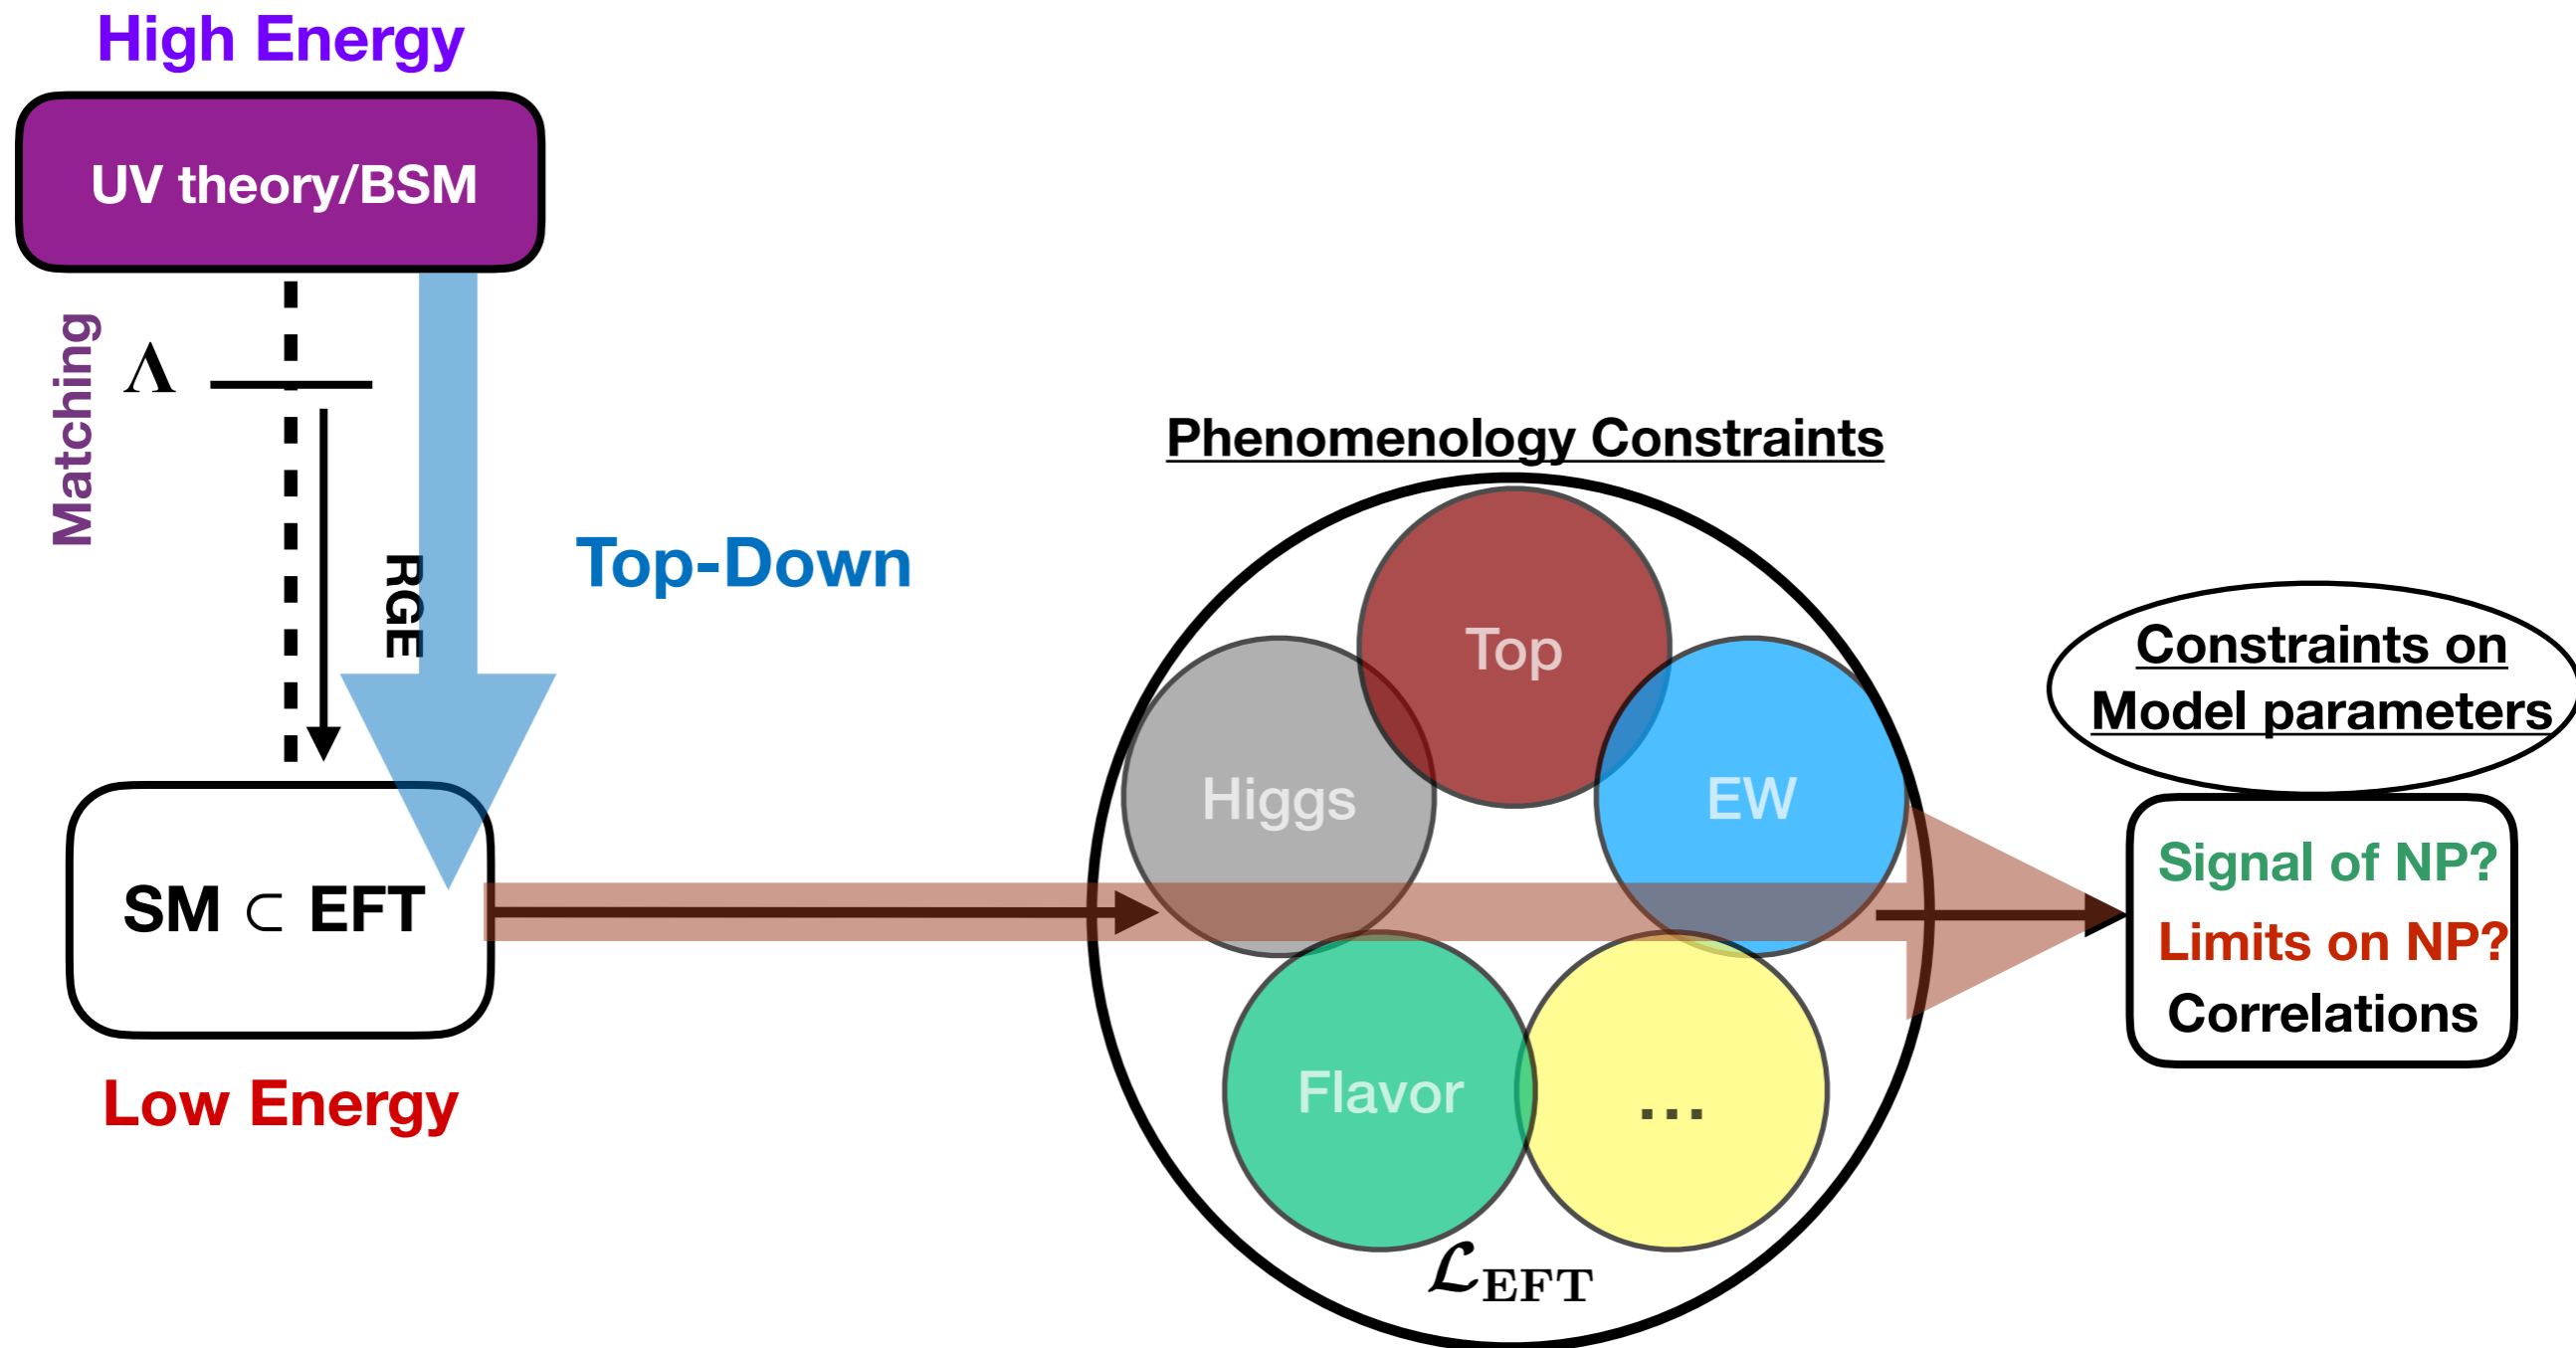 High Energy
UV theory/BSM
Matching
Λ
RGE
Top-Down
SM ⊂ EFT
Low Energy
Phenomenology Constraints
Top
Higgs
EW
Flavor
...
ℒEFT
Constraints on
Model parameters
Signal of NP?
Limits on NP?
Correlations